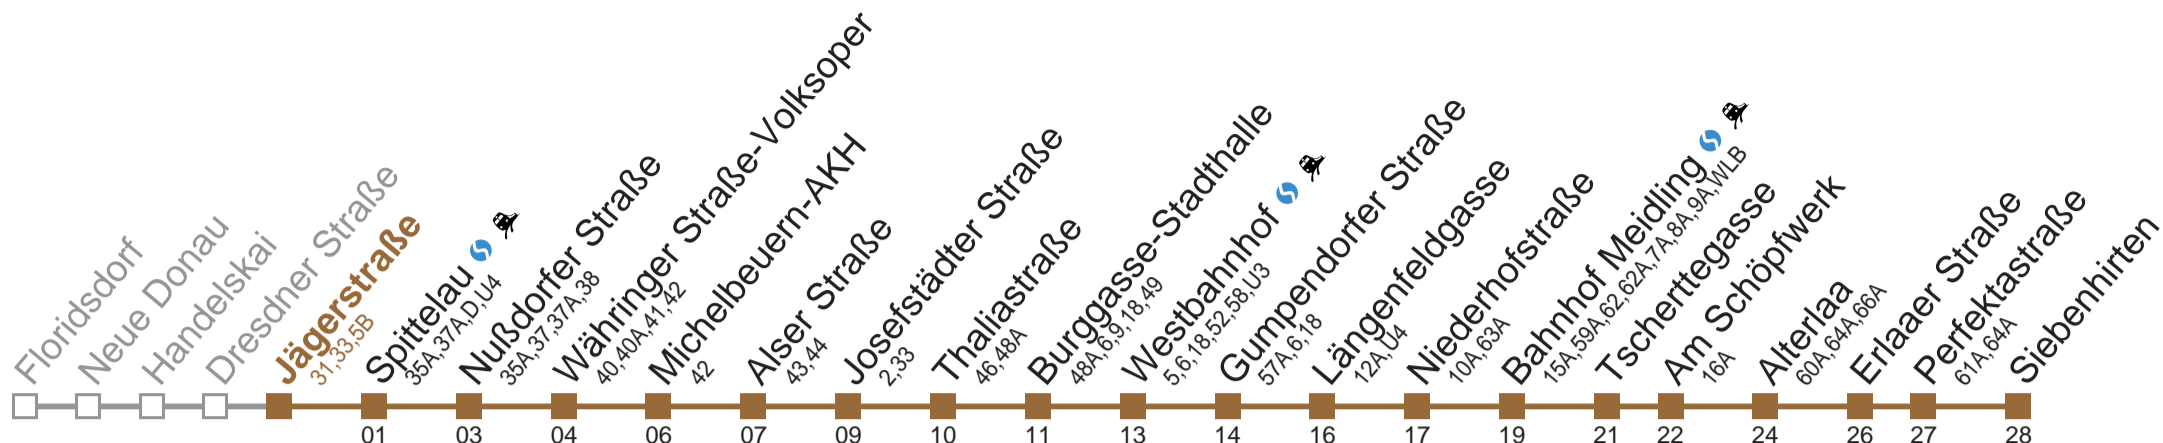 Floridsdorf
Neue Donau
Handelskai
Dresdner Straße
Jägerstraße
31,33,5B
Spittelau
35A,37A,D,U4
Nußdorfer Straße
35A,37,37A,38
Währinger Straße-Volksoper
40,40A,41,42
Michelbeuern-AKH
42
Alser Straße
43,44
Josefstädter Straße
2,33
Thaliastraße
46,48A
Burggasse-Stadthalle
48A,6,9,18,49
Westbahnhof
5,6,18,52,58,U3
Gumpendorfer Straße
57A,6,18
Längenfeldgasse
12A,U4
Niederhofstraße
10A,63A
Bahnhof Meidling
15A,59A,62,62A,7A,8A,9A,WLB
Tscherttegasse
Am Schöpfwerk
16A
Alterlaa
60A,64A,66A
Erlaaer Straße
Perfektastraße
61A,64A
Siebenhirten
01 03 04 06 07 09 10 11 13 14 16 17 19 21 22 24 26 27 28